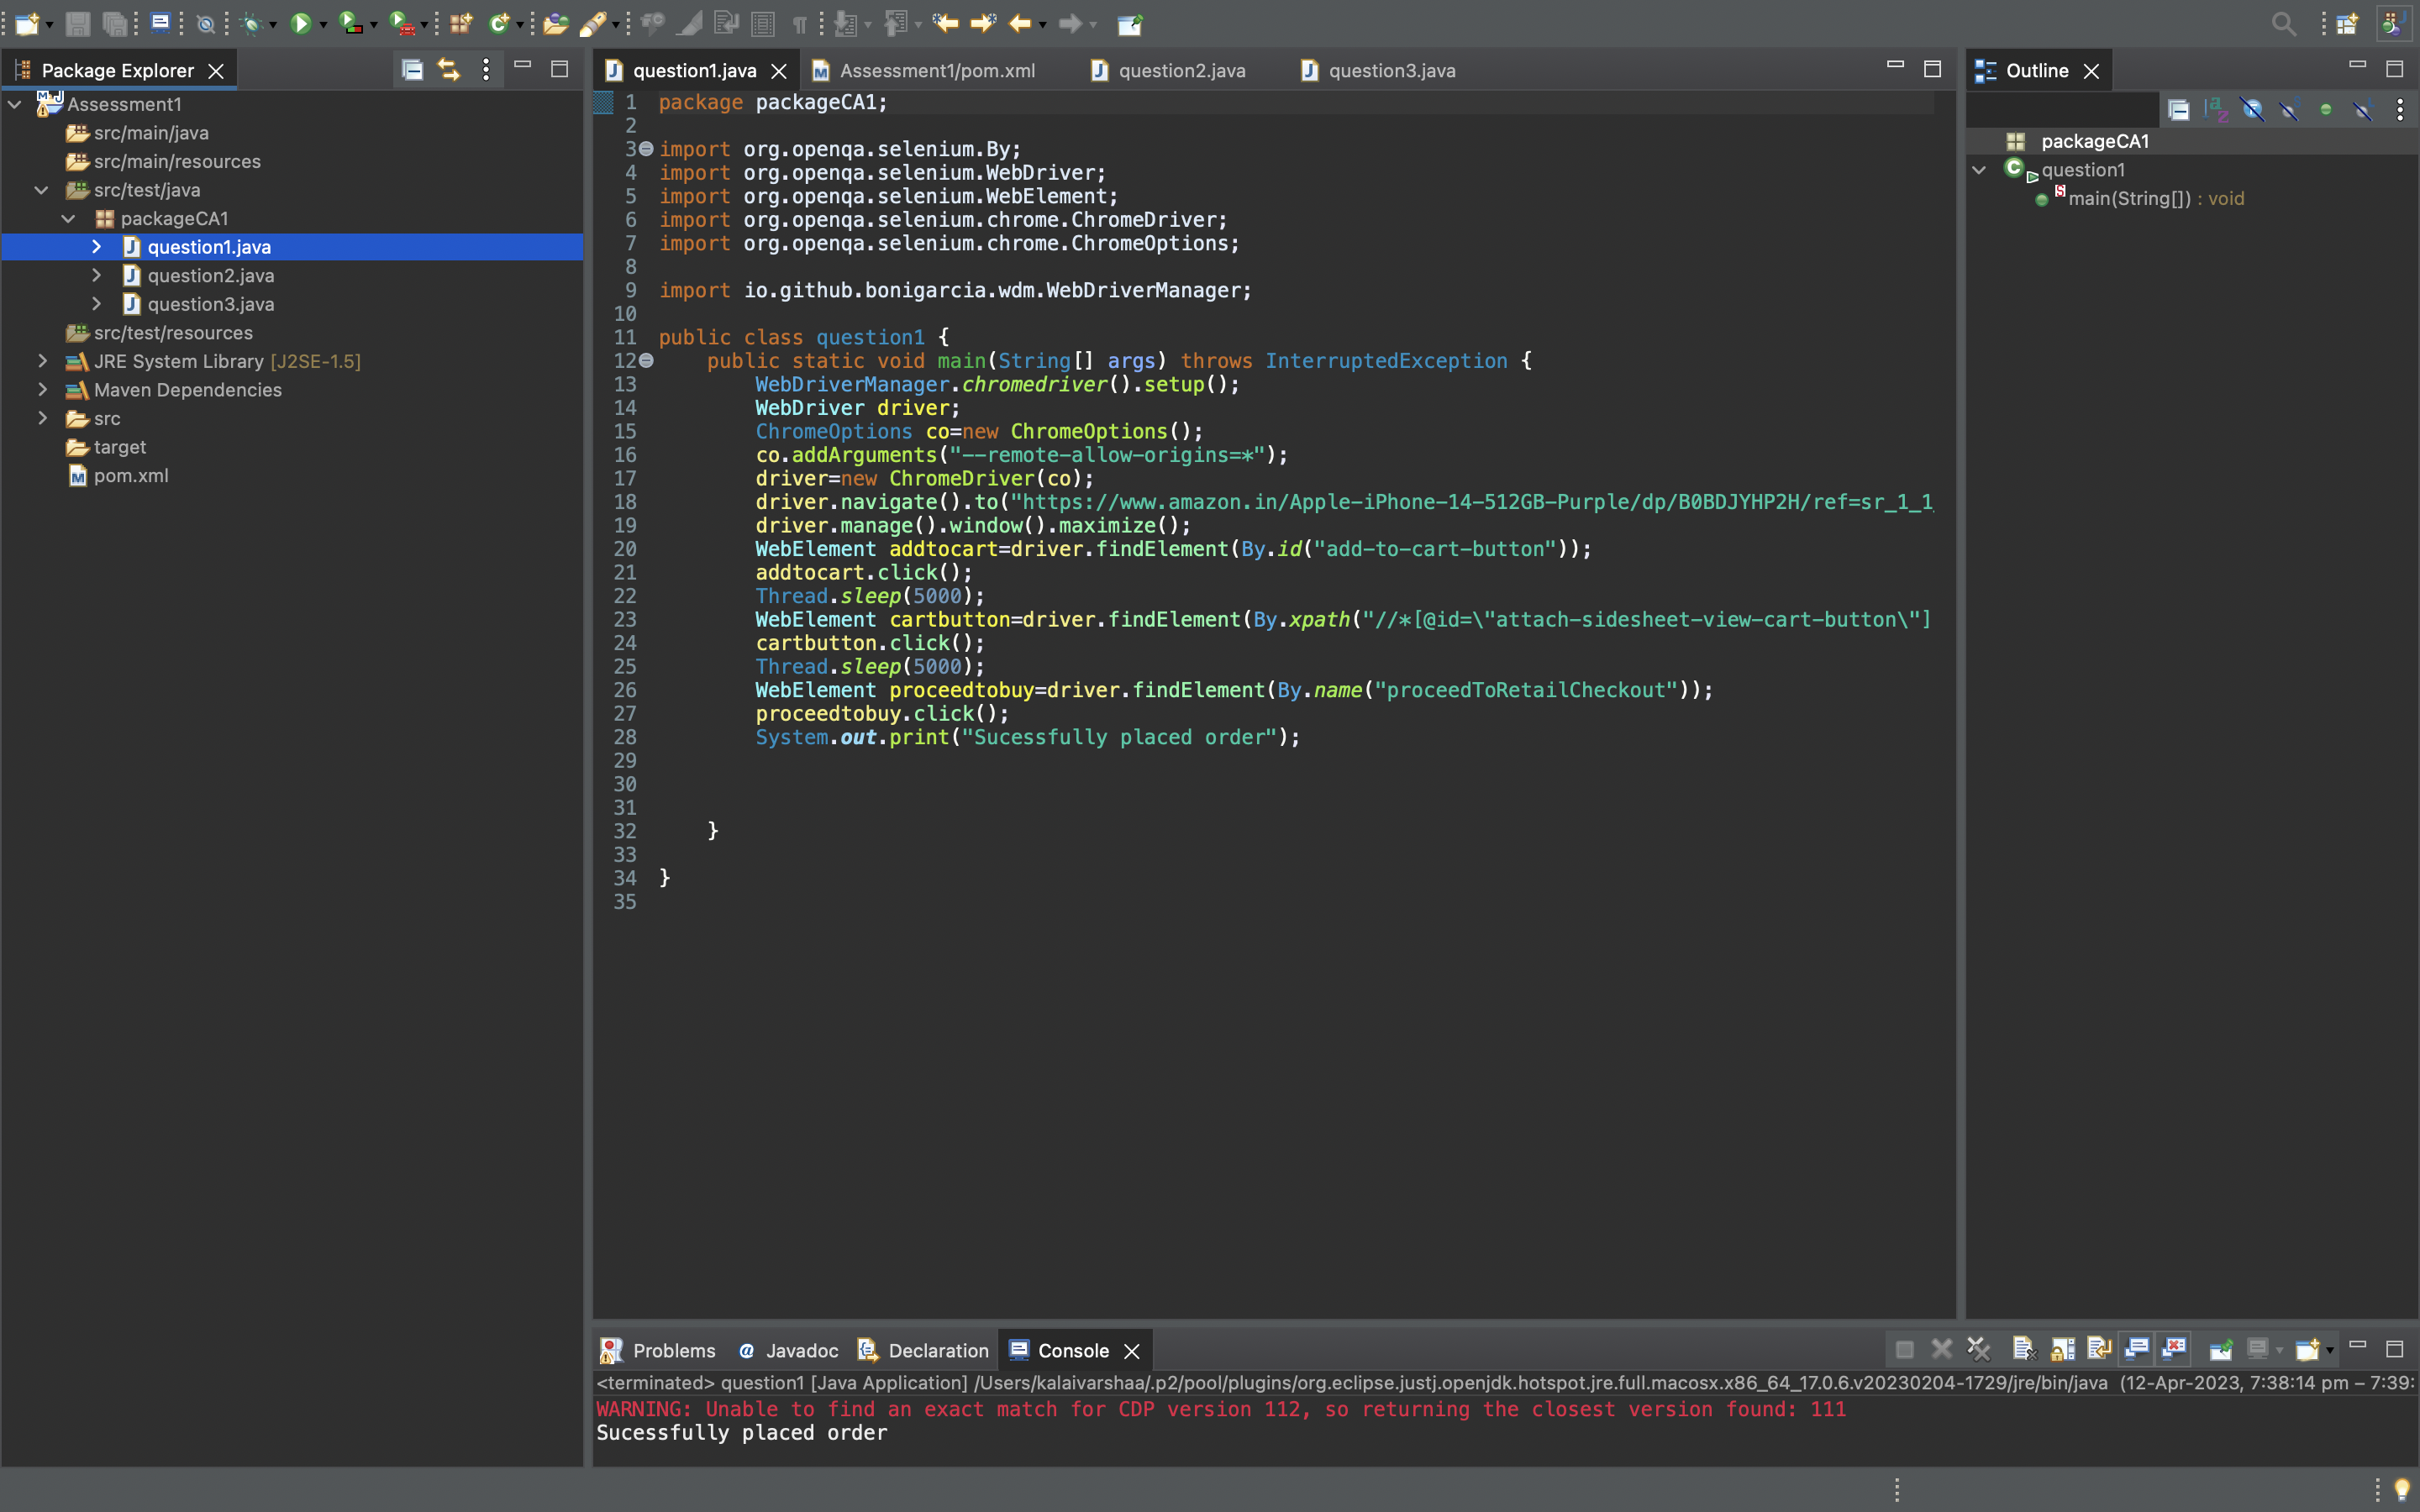 Package Explorer
Assessment1
src/main/java
src/main/resources
src/test/java
packageCA1
question1.java
question2.java
question3.java
src/test/resources
JRE System Library [J2SE-1.5]
Maven Dependencies
src
target
pom.xml
question1.java
Assessment1/pom.xml
question2.java
question3.java
1 package packageCA1;
2
3 import org.openqa.selenium.By;
4 import org.openqa.selenium.WebDriver;
5 import org.openqa.selenium.WebElement;
6 import org.openqa.selenium.chrome.ChromeDriver;
7 import org.openqa.selenium.chrome.ChromeOptions;
8
9 import io.github.bonigarcia.wdm.WebDriverManager;
10
11 public class question1 {
12 public static void main(String[] args) throws InterruptedException {
13 WebDriverManager.chromedriver().setup();
14 WebDriver driver;
15 ChromeOptions co=new ChromeOptions();
16 co.addArguments("--remote-allow-origins=*");
17 driver=new ChromeDriver(co);
18 driver.navigate().to("https://www.amazon.in/Apple-iPhone-14-512GB-Purple/dp/B0BDJYHP2H/ref=sr_1_1_
19 driver.manage().window().maximize();
20 WebElement addtocart=driver.findElement(By.id("add-to-cart-button"));
21 addtocart.click();
22 Thread.sleep(5000);
23 WebElement cartbutton=driver.findElement(By.xpath("//*[@id=\"attach-sidesheet-view-cart-button\"]
24 cartbutton.click();
25 Thread.sleep(5000);
26 WebElement proceedtobuy=driver.findElement(By.name("proceedToRetailCheckout"));
27 proceedtobuy.click();
28 System.out.print("Sucessfully placed order");
29
30
31
32 }
33
34 }
35
Outline
packageCA1
question1
main(String[]) : void
Problems
Javadoc
Declaration
Console
<terminated> question1 [Java Application] /Users/kalaivarshaa/.p2/pool/plugins/org.eclipse.justj.openjdk.hotspot.jre.full.macosx.x86_64_17.0.6.v20230204-1729/jre/bin/java (12-Apr-2023, 7:38:14 pm – 7:39:
WARNING: Unable to find an exact match for CDP version 112, so returning the closest version found: 111
Sucessfully placed order